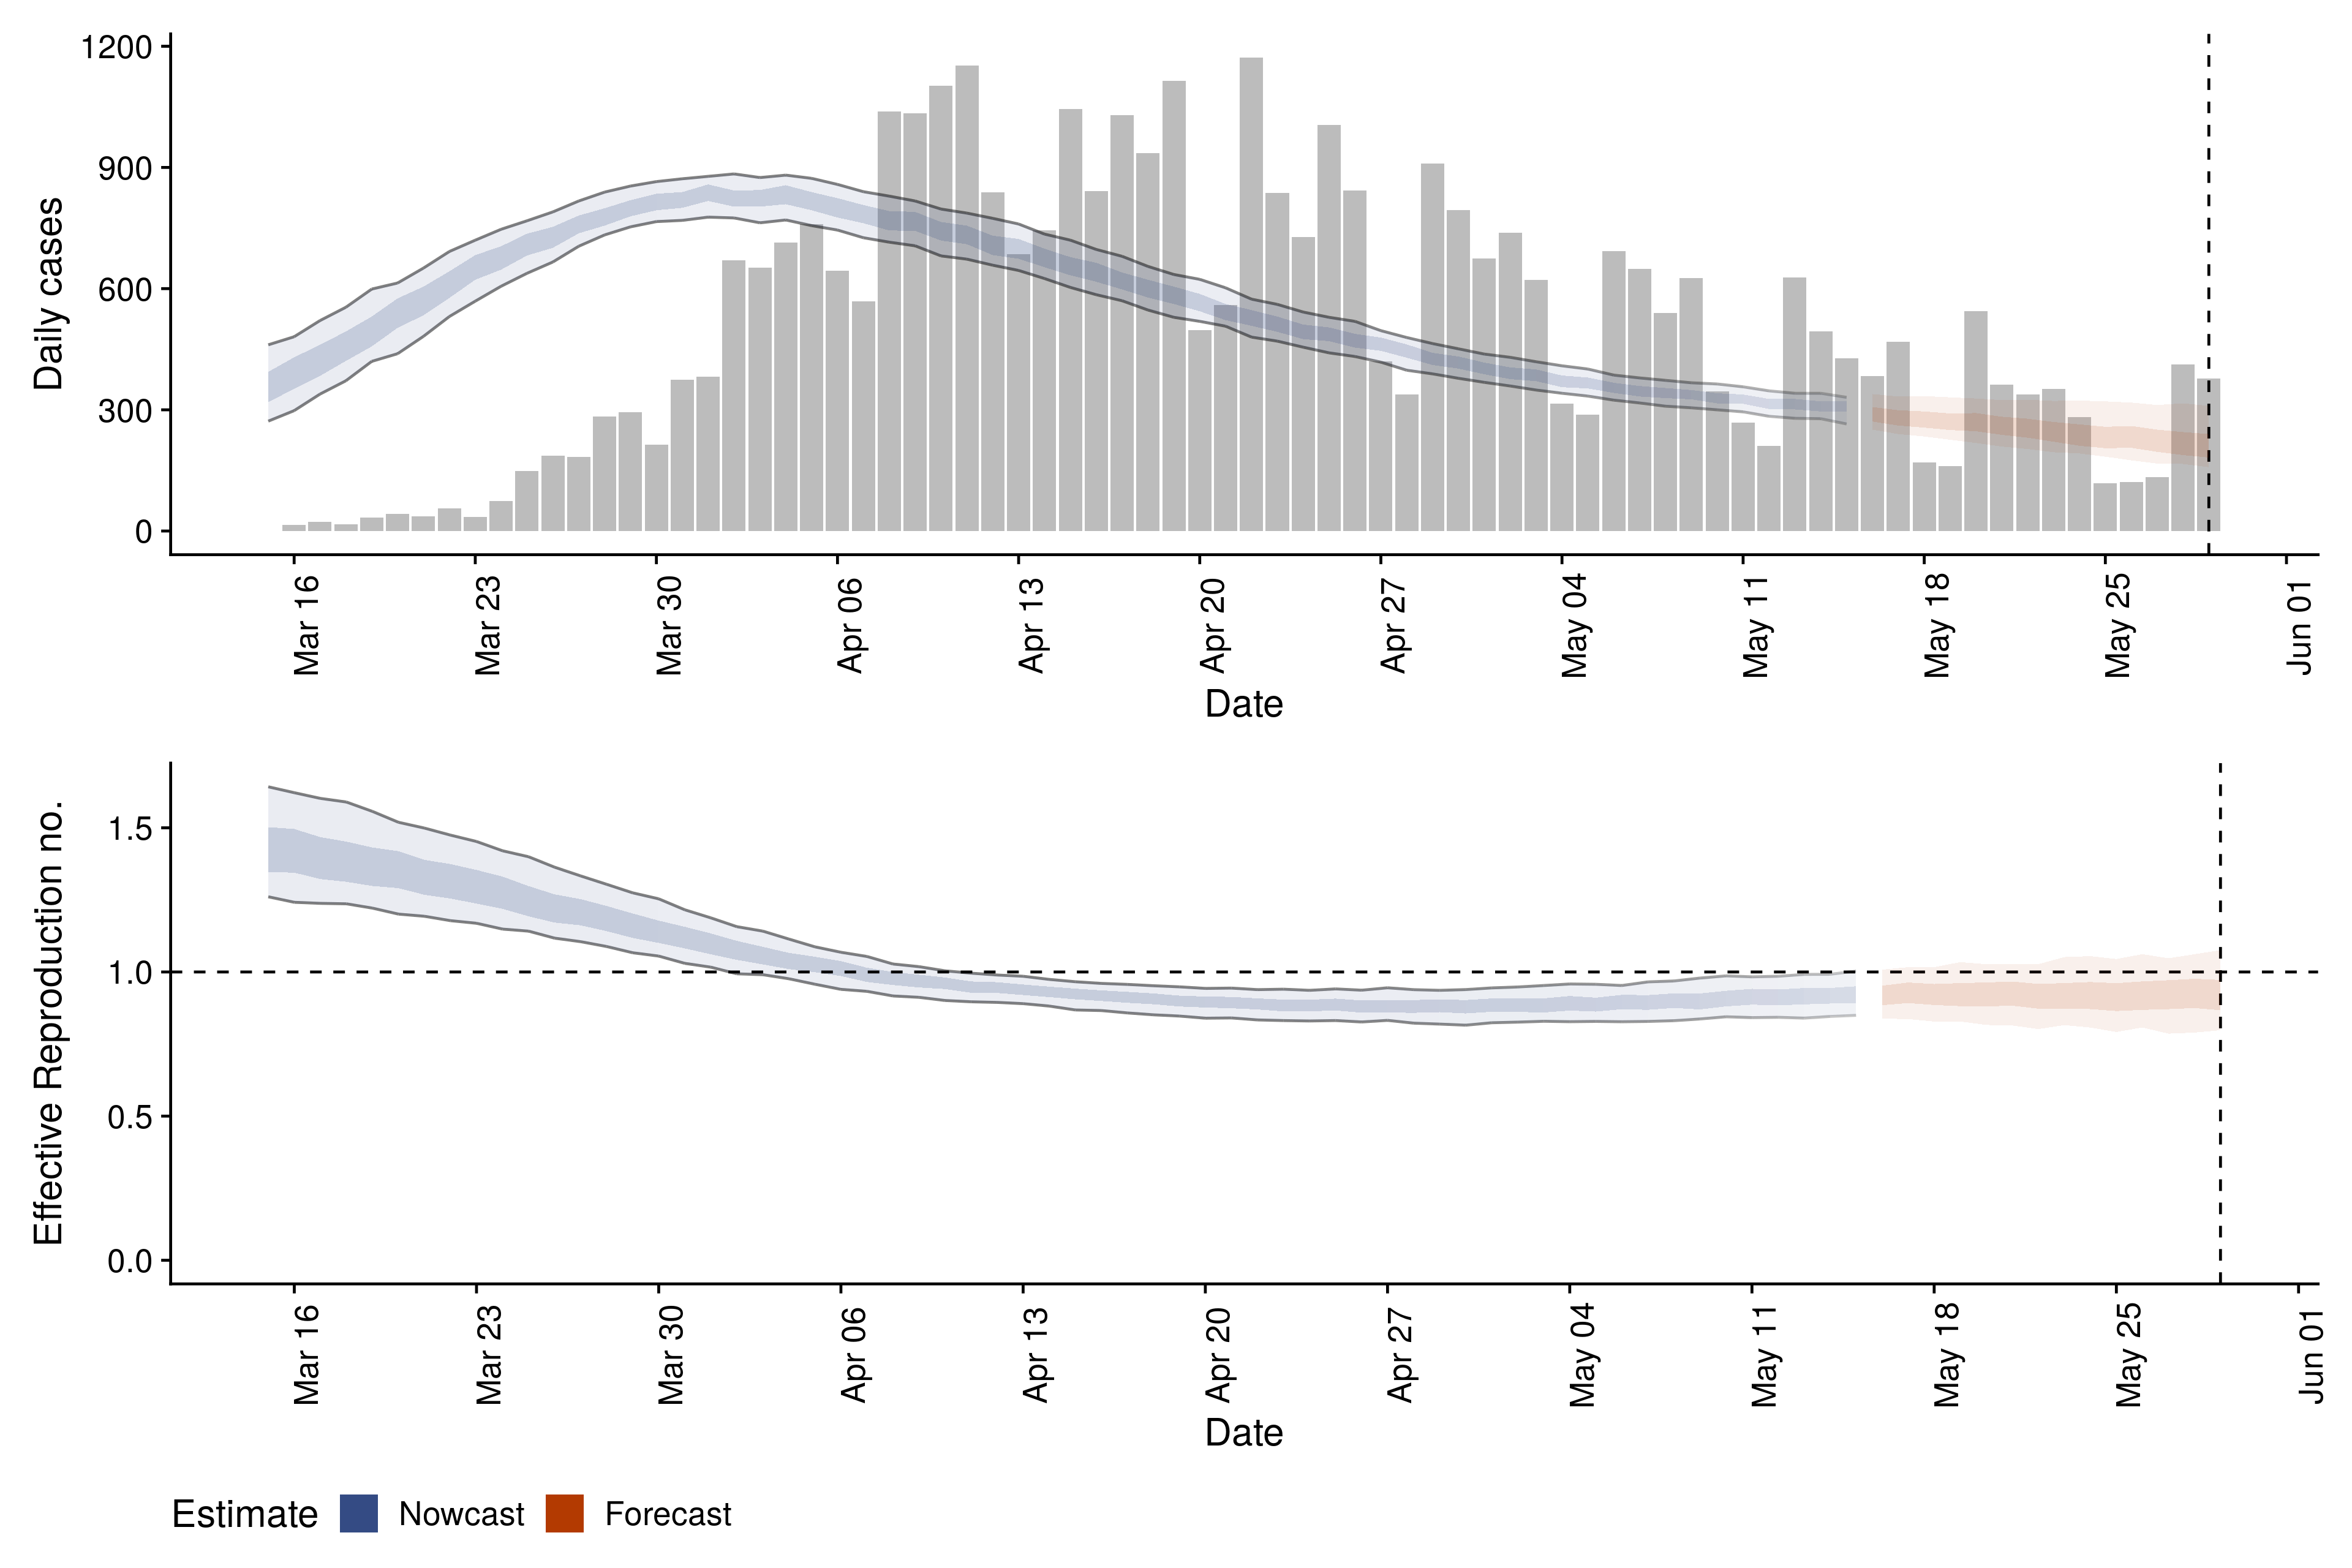 Daily cases
1200
900
600
300
0
Mar 16
Mar 23
Mar 30
Apr 06
Apr 13
Apr 20
Apr 27
May 04
May 11
May 18
May 25
Jun 01
Date
Effective Reproduction no.
1.5
1.0
0.5
0.0
Mar 16
Mar 23
Mar 30
Apr 06
Apr 13
Apr 20
Apr 27
May 04
May 11
May 18
May 25
Jun 01
Date
Estimate Nowcast Forecast